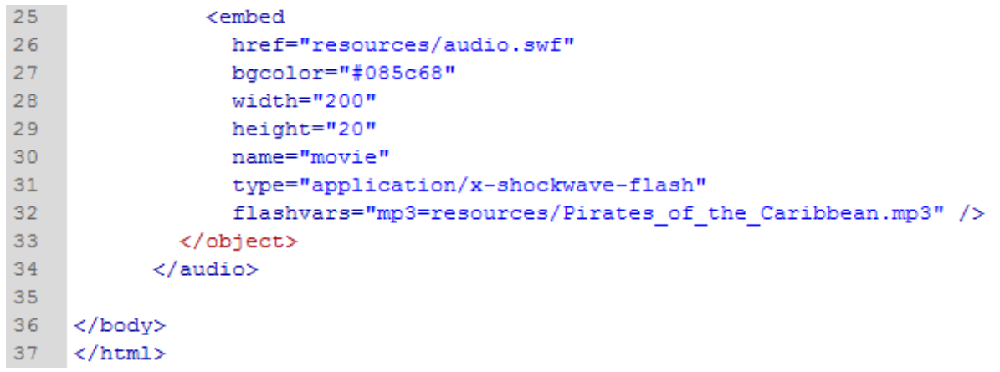 25 <embed
26 href="resources/audio.swf"
27 bgcolor="#085c68"
28 width="200"
29 height="20"
30 name="movie"
31 type="application/x-shockwave-flash"
32 flashvars="mp3=resources/Pirates_of_the_Caribbean.mp3" />
33 </object>
34 </audio>
35
36 </body>
37 </html>